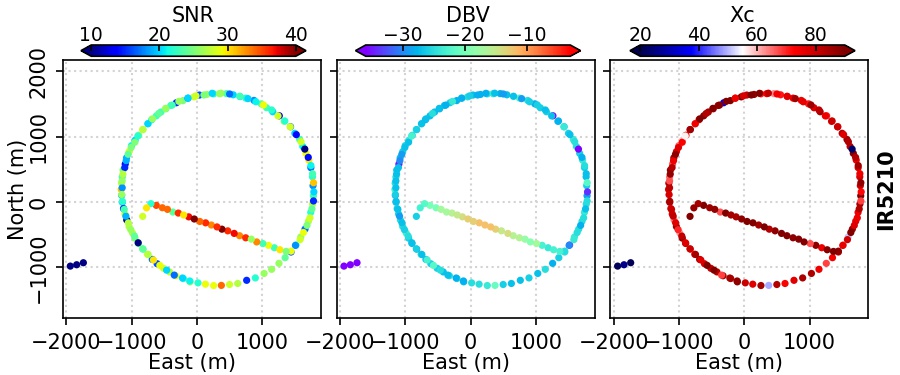 SNR DBV Xc
10 20 30 40 −30 −20 −10 20 40 60 80
2000
1000
0
−1000
North (m)
IR5210
−2000 −1000 0 1000 −2000 −1000 0 1000 −2000 −1000 0 1000
East (m) East (m) East (m)